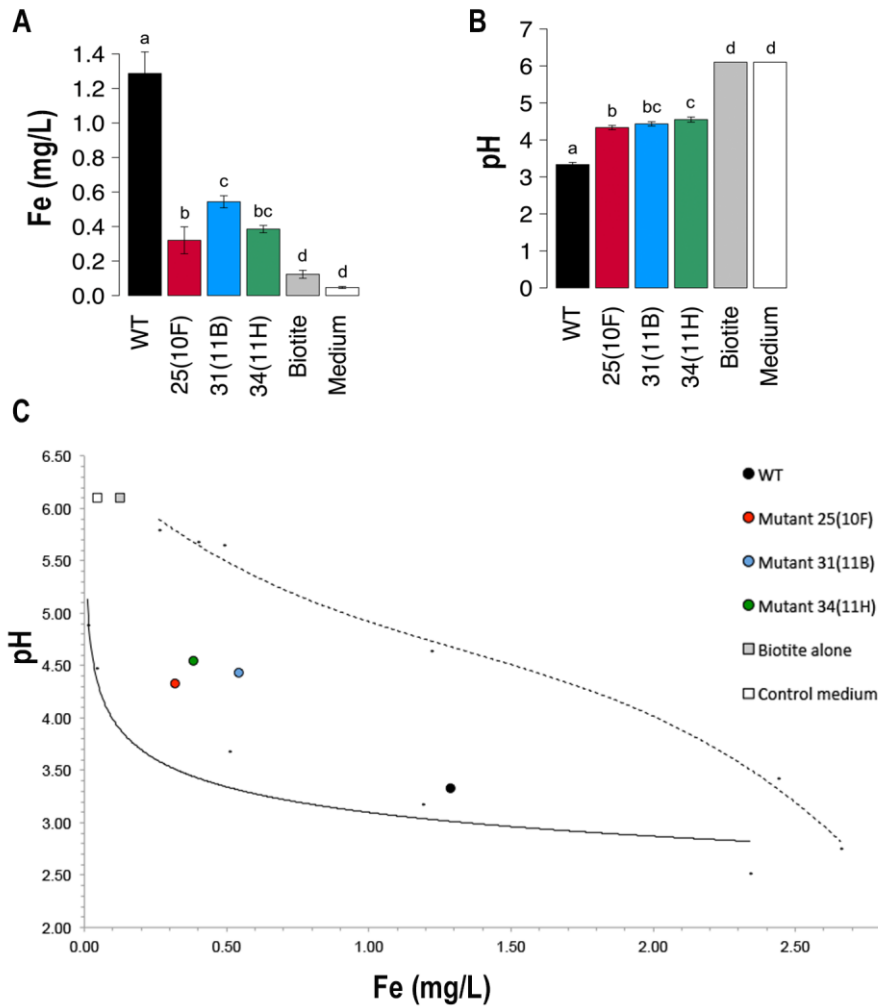 A
Fe (mg/L)
1.4
1.2
1.0
0.8
0.6
0.4
0.2
0.0
a
b
c
bc
d
d
WT
25(10F)
31(11B)
34(11H)
Biotite
Medium
B
pH
7
6
5
4
3
2
1
0
a
b
bc
c
d
d
WT
25(10F)
31(11B)
34(11H)
Biotite
Medium
C
pH
6.50
6.00
5.50
5.00
4.50
4.00
3.50
3.00
2.50
2.00
0.00 0.50 1.00 1.50 2.00 2.50
Fe (mg/L)
WT
Mutant 25(10F)
Mutant 31(11B)
Mutant 34(11H)
Biotite alone
Control medium